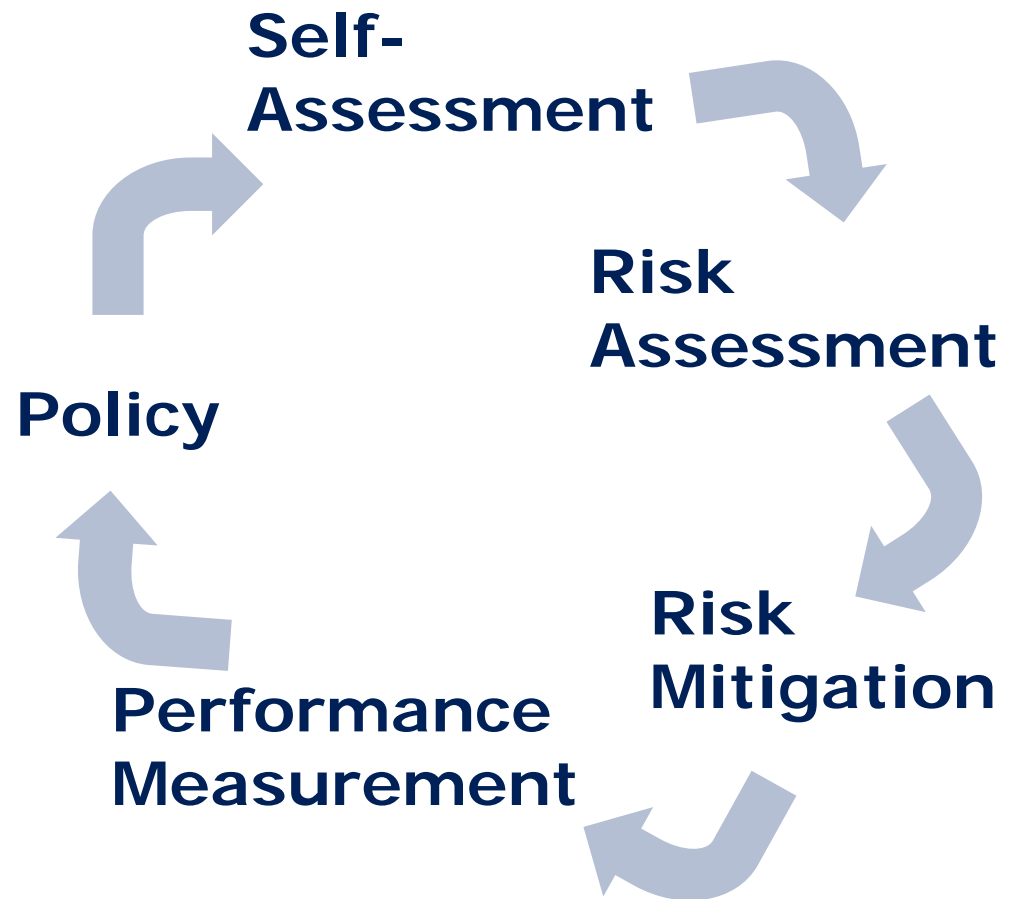 Self-
Assessment
Risk
Assessment
Risk
Mitigation
Performance
Measurement
Policy